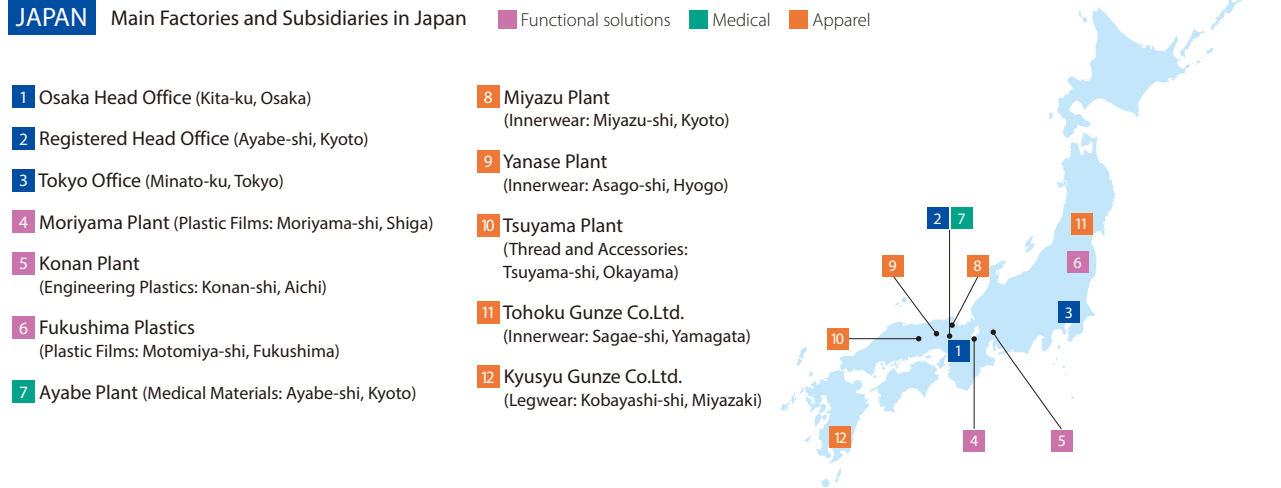 JAPAN Main Factories and Subsidiaries in Japan Functional solutions Medical Apparel
1 Osaka Head Office (Kita-ku, Osaka)
2 Registered Head Office (Ayabe-shi, Kyoto)
3 Tokyo Office (Minato-ku, Tokyo)
4 Moriyama Plant (Plastic Films: Moriyama-shi, Shiga)
5 Konan Plant
(Engineering Plastics: Konan-shi, Aichi)
6 Fukushima Plastics
(Plastic Films: Motomiya-shi, Fukushima)
7 Ayabe Plant (Medical Materials: Ayabe-shi, Kyoto)
8 Miyazu Plant
(Innerwear: Miyazu-shi, Kyoto)
9 Yanase Plant
(Innerwear: Asago-shi, Hyogo)
10 Tsuyama Plant
(Thread and Accessories:
Tsuyama-shi, Okayama)
11 Tohoku Gunze Co.Ltd.
(Innerwear: Sagae-shi, Yamagata)
12 Kyusyu Gunze Co.Ltd.
(Legwear: Kobayashi-shi, Miyazaki)
2 7
11
9
8
6
3
10
1
12
4
5